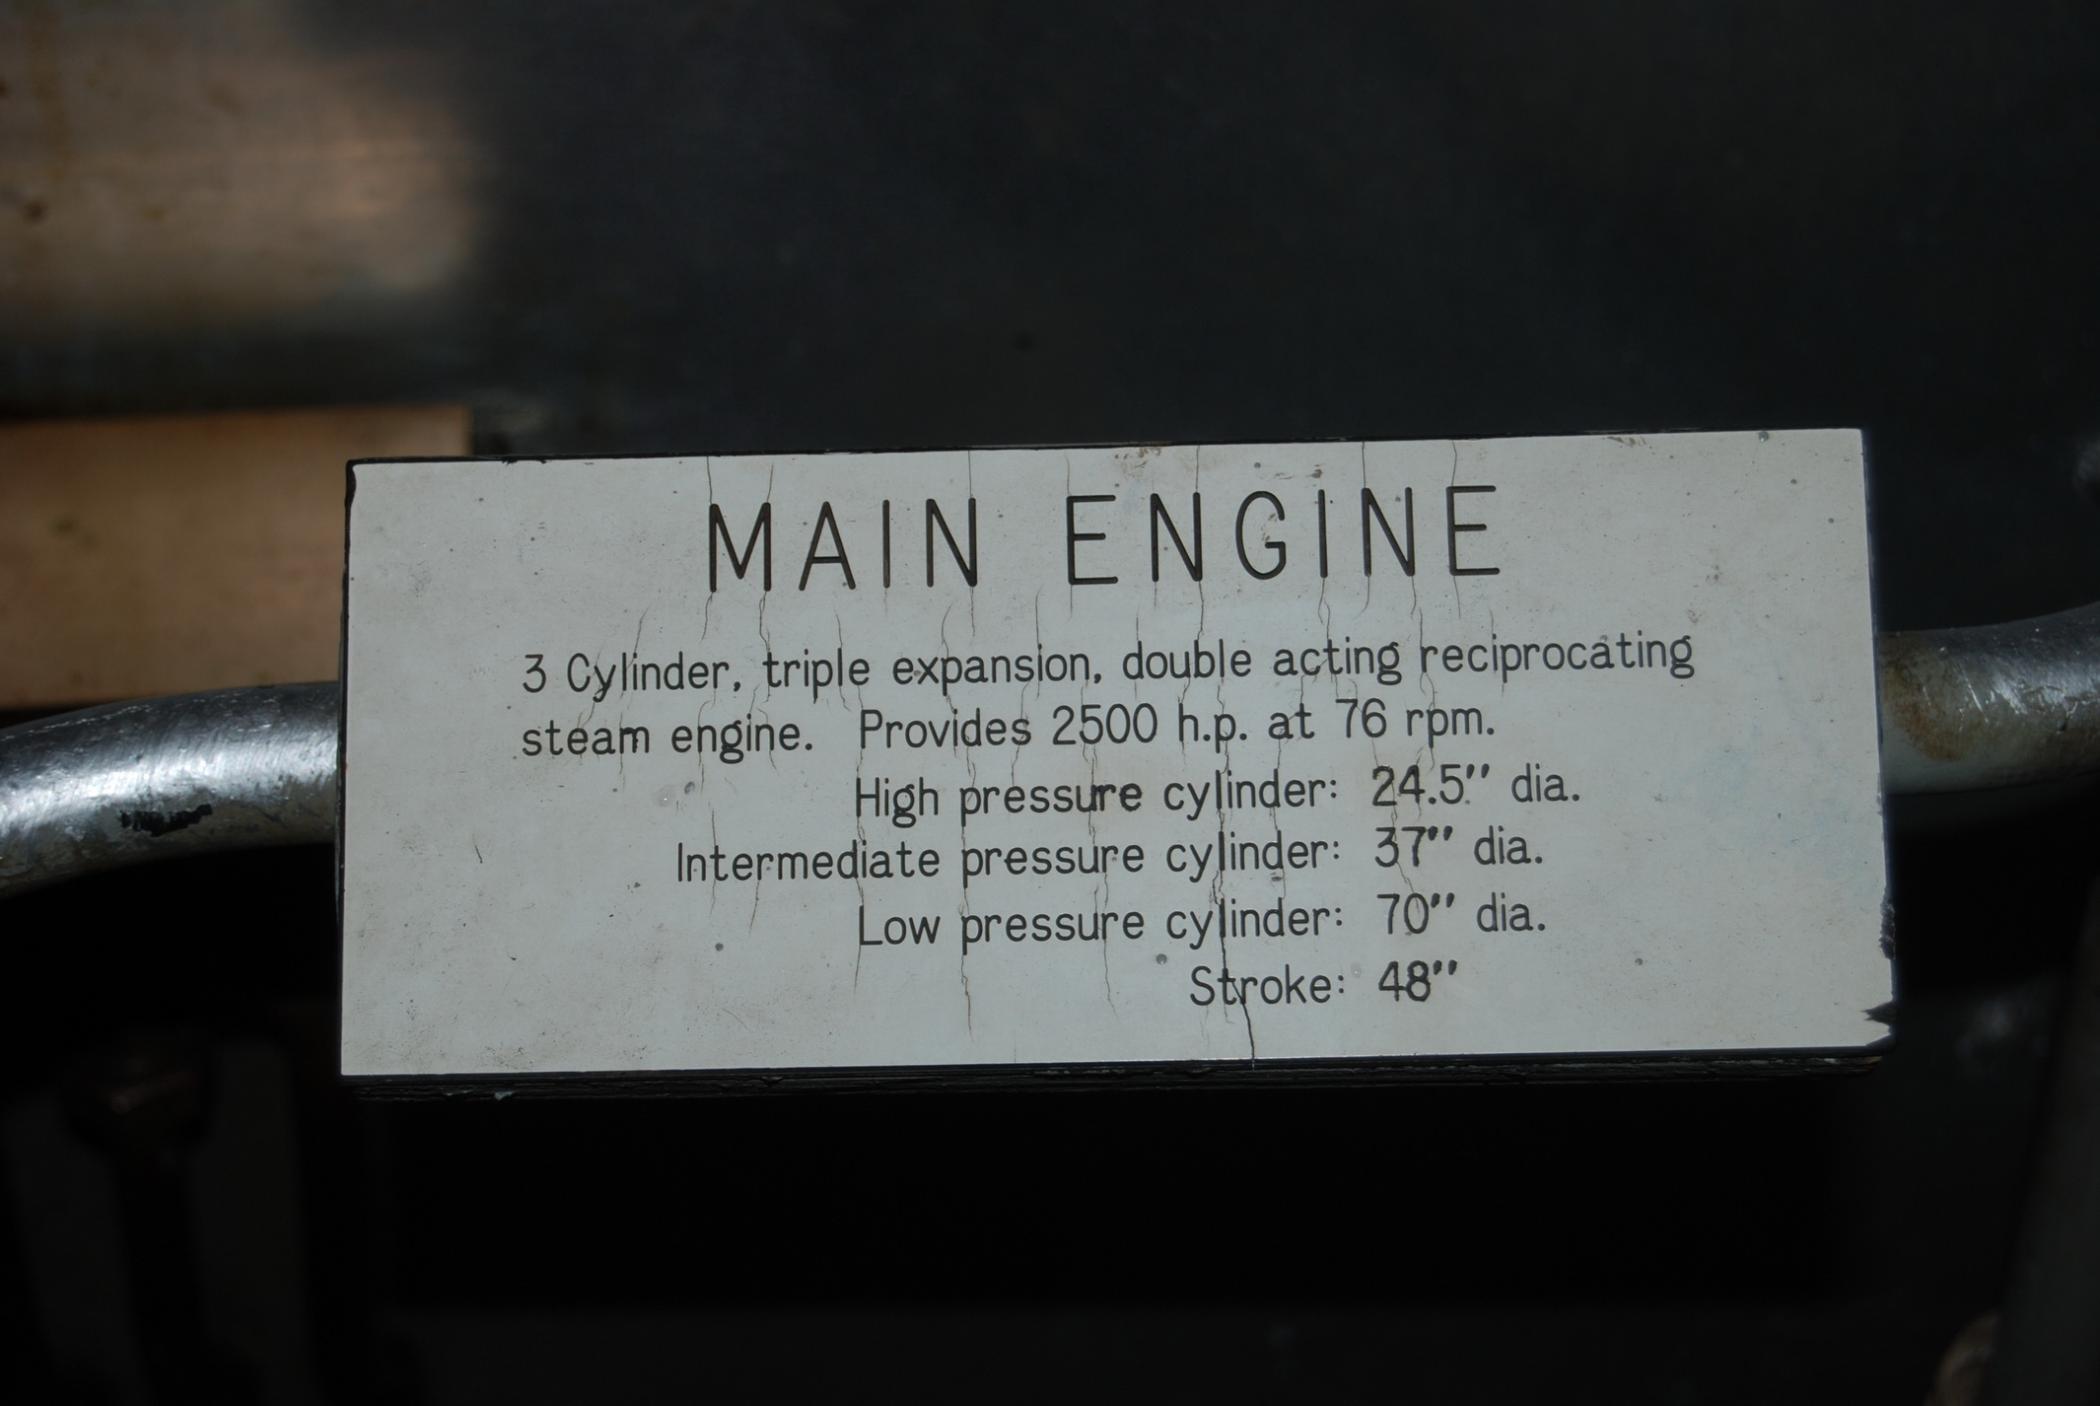 MAIN ENGINE
3 Cylinder, triple expansion, double acting reciprocating
steam engine. Provides 2500 h.p. at 76 rpm.
High pressure cylinder: 24.5" dia.
Intermediate pressure cylinder: 37" dia.
Low pressure cylinder: 70" dia.
Stroke: 48"